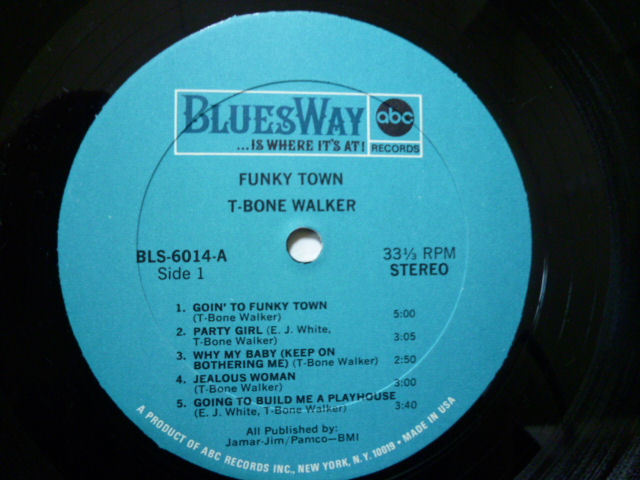 BLUESWAY
...IS WHERE IT'S AT!
abc
RECORDS
FUNKY TOWN
T-BONE WALKER
BLS-6014-A
Side 1
33⅓ RPM
STEREO
1. GOIN' TO FUNKY TOWN
(T-Bone Walker) 5:00
2. PARTY GIRL (E. J. White,
T-Bone Walker) 3:05
3. WHY MY BABY (KEEP ON
BOTHERING ME) (T-Bone Walker) 2:50
4. JEALOUS WOMAN
(T-Bone Walker) 3:00
5. GOING TO BUILD ME A PLAYHOUSE
(E. J. White, T-Bone Walker) 3:40
All Published by:
Jamar-Jim/Pamco—BMI
A PRODUCT OF ABC RECORDS INC., NEW YORK, N.Y. 10019 • MADE IN USA